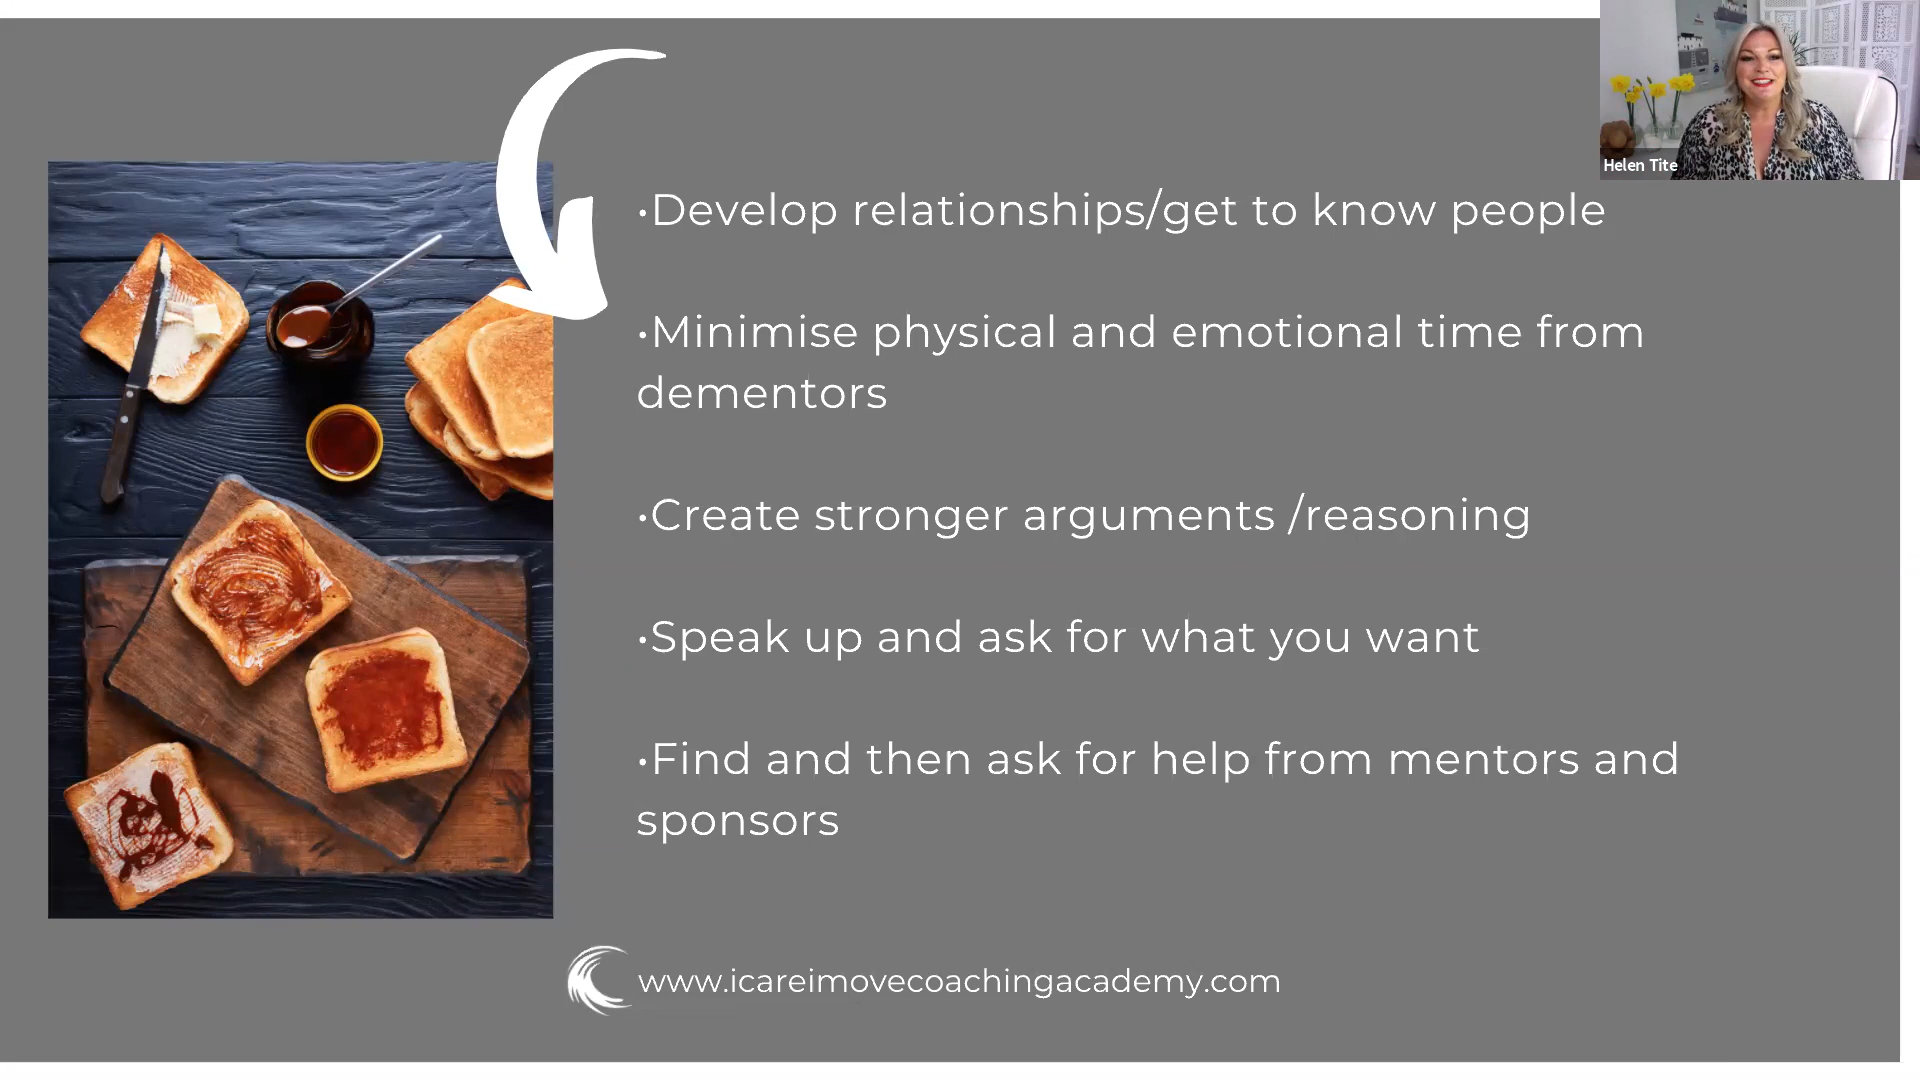 Helen Tite
•Develop relationships/get to know people
•Minimise physical and emotional time from
dementors
•Create stronger arguments /reasoning
•Speak up and ask for what you want
•Find and then ask for help from mentors and
sponsors
www.icareimovecoachingacademy.com